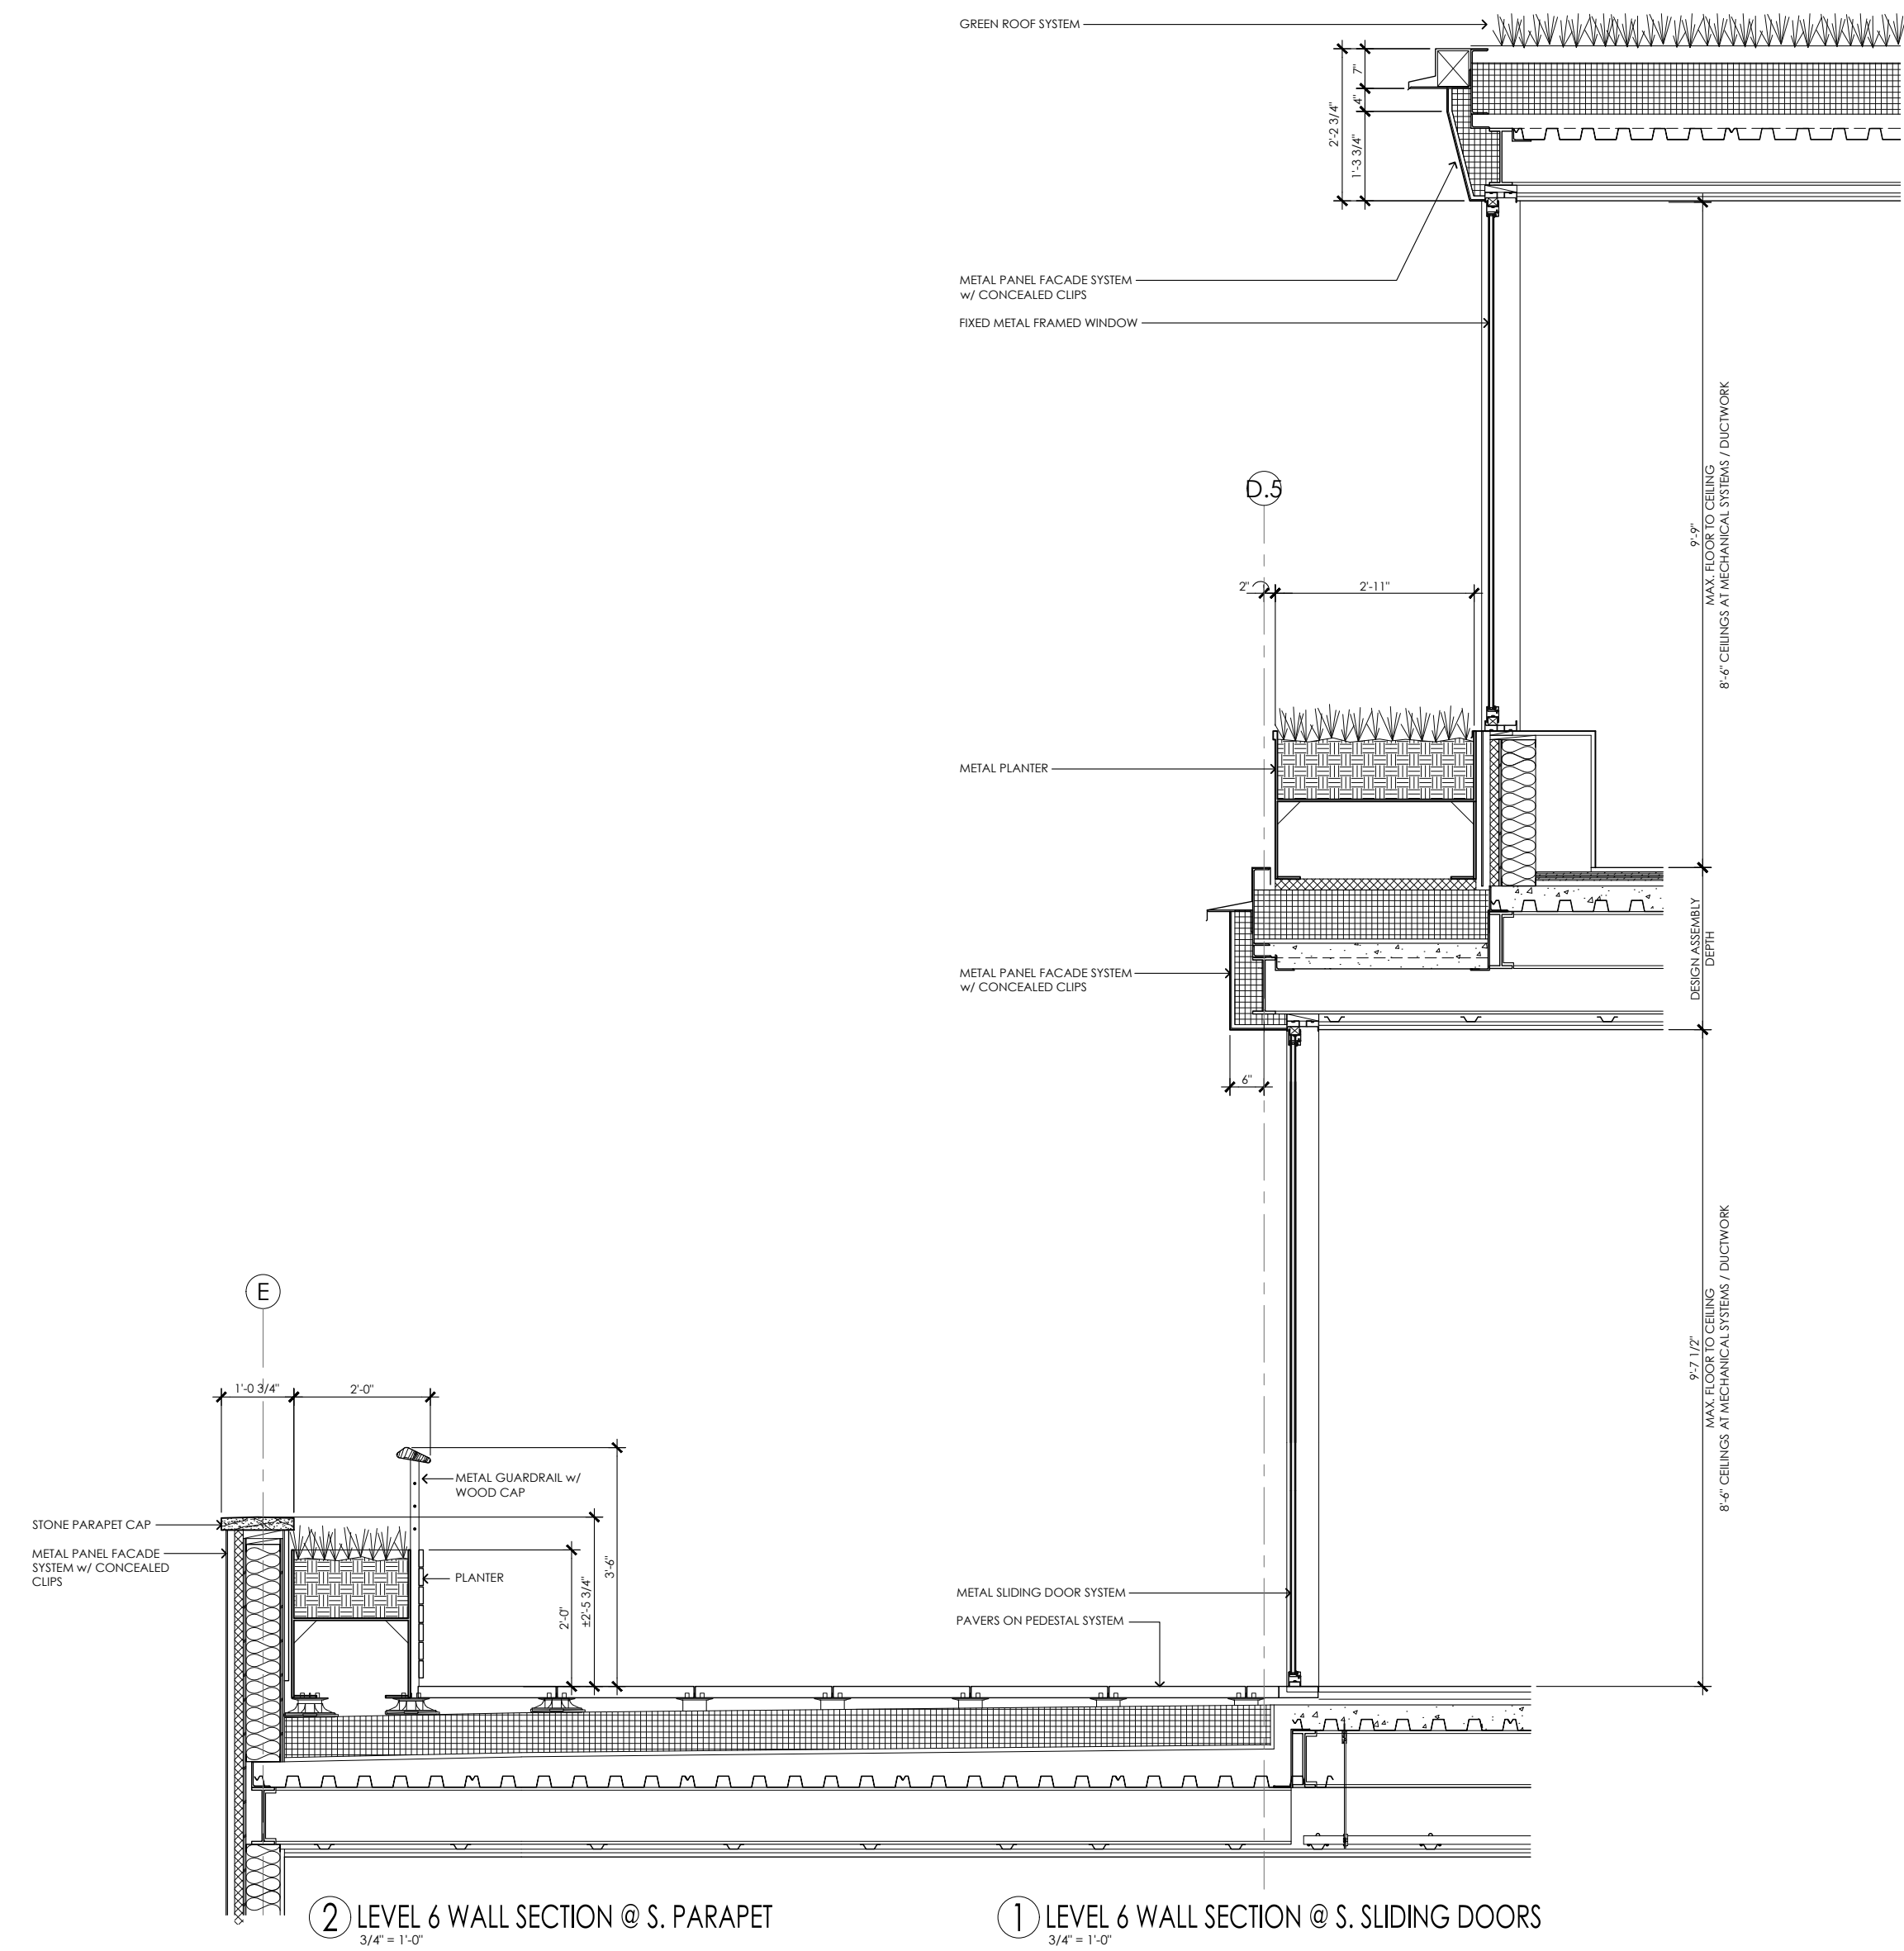 GREEN ROOF SYSTEM
7"
4"
2'-2 3/4"
1'-3 3/4"
METAL PANEL FACADE SYSTEM
w/ CONCEALED CLIPS
FIXED METAL FRAMED WINDOW
9'-9"
MAX. FLOOR TO CEILING
8'-6" CEILINGS AT MECHANICAL SYSTEMS / DUCTWORK
D.5
2"
2'-11"
METAL PLANTER
METAL PANEL FACADE SYSTEM
w/ CONCEALED CLIPS
DESIGN ASSEMBLY
DEPTH
6"
9'-7 1/2"
MAX. FLOOR TO CEILING
8'-6" CEILINGS AT MECHANICAL SYSTEMS / DUCTWORK
E
1'-0 3/4"
2'-0"
METAL GUARDRAIL w/
WOOD CAP
STONE PARAPET CAP
METAL PANEL FACADE
SYSTEM w/ CONCEALED
CLIPS
PLANTER
2'-0"
±2'-5 3/4"
3'-6"
METAL SLIDING DOOR SYSTEM
PAVERS ON PEDESTAL SYSTEM
2 LEVEL 6 WALL SECTION @ S. PARAPET
3/4" = 1'-0"
1 LEVEL 6 WALL SECTION @ S. SLIDING DOORS
3/4" = 1'-0"